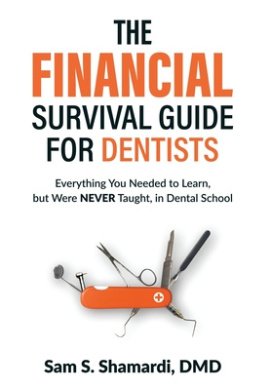 THE
FINANCIAL
SURVIVAL GUIDE
FOR DENTISTS
Everything You Needed to Learn,
but Were NEVER Taught, in Dental School
Sam S. Shamardi, DMD